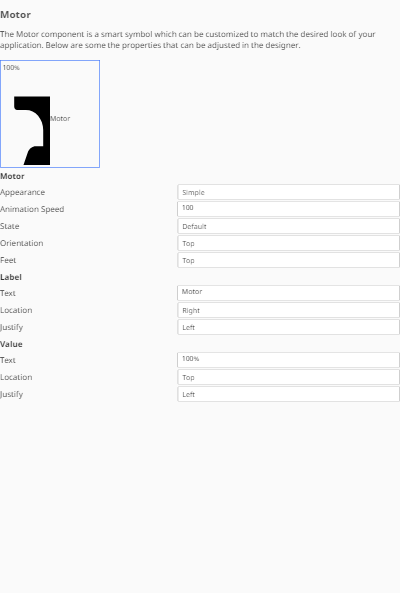 Motor
The Motor component is a smart symbol which can be customized to match the desired look of your
application. Below are some the properties that can be adjusted in the designer.
100%
Motor
Motor
Appearance Simple
Animation Speed 100
State Default
Orientation Top
Feet Top
Label
Text Motor
Location Right
Justify Left
Value
Text 100%
Location Top
Justify Left